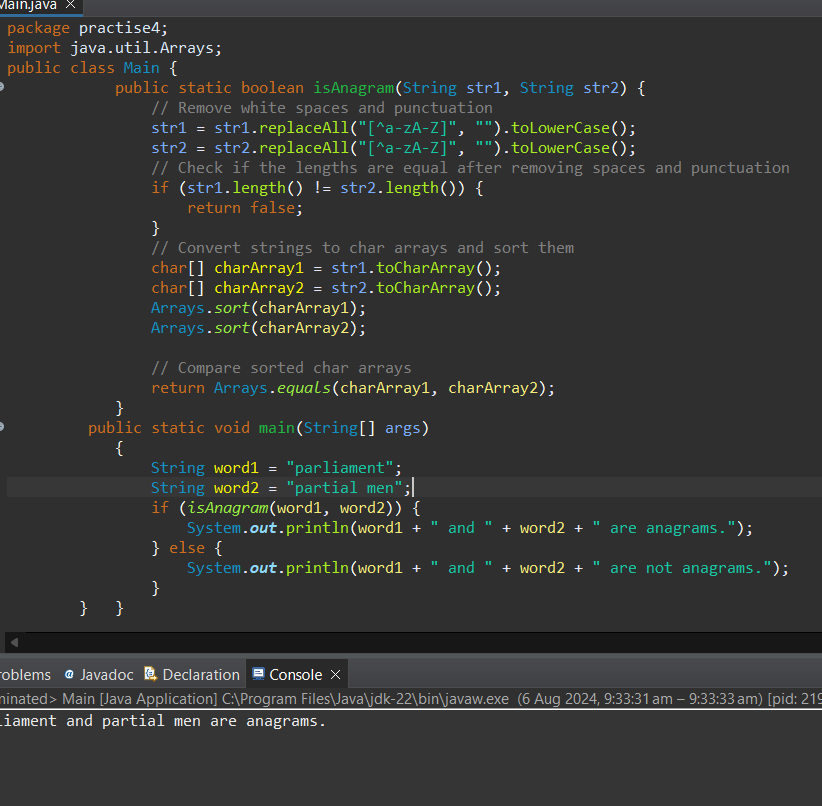 Main.java ×
package practise4;
import java.util.Arrays;
public class Main {
public static boolean isAnagram(String str1, String str2) {
// Remove white spaces and punctuation
str1 = str1.replaceAll("[^a-zA-Z]", "").toLowerCase();
str2 = str2.replaceAll("[^a-zA-Z]", "").toLowerCase();
// Check if the lengths are equal after removing spaces and punctuation
if (str1.length() != str2.length()) {
return false;
}
// Convert strings to char arrays and sort them
char[] charArray1 = str1.toCharArray();
char[] charArray2 = str2.toCharArray();
Arrays.sort(charArray1);
Arrays.sort(charArray2);
// Compare sorted char arrays
return Arrays.equals(charArray1, charArray2);
}
public static void main(String[] args)
{
String word1 = "parliament";
String word2 = "partial men";
if (isAnagram(word1, word2)) {
System.out.println(word1 + " and " + word2 + " are anagrams.");
} else {
System.out.println(word1 + " and " + word2 + " are not anagrams.");
}
} }
roblems @ Javadoc Declaration Console ×
minated> Main [Java Application] C:\Program Files\Java\jdk-22\bin\javaw.exe (6 Aug 2024, 9:33:31 am – 9:33:33 am) [pid: 219
liament and partial men are anagrams.